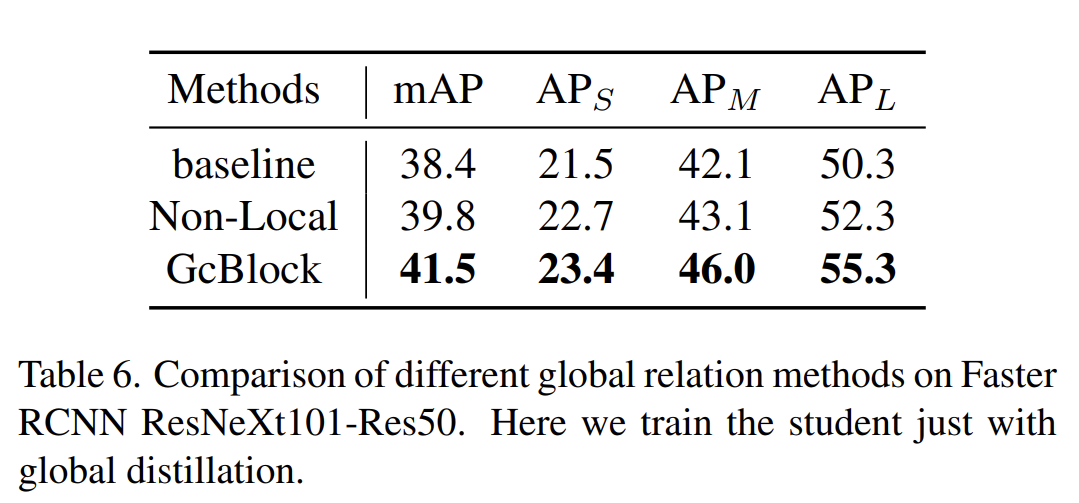 Methods mAP AP_S AP_M AP_L
baseline 38.4 21.5 42.1 50.3
Non-Local 39.8 22.7 43.1 52.3
GcBlock 41.5 23.4 46.0 55.3
Table 6. Comparison of different global relation methods on Faster
RCNN ResNeXt101-Res50. Here we train the student just with
global distillation.